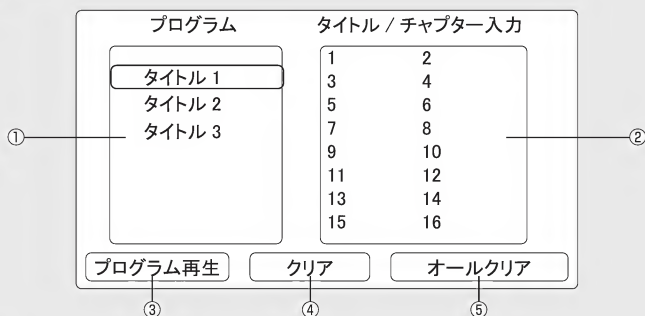 プログラム
タイトル / チャプター入力
タイトル 1
タイトル 2
タイトル 3
1 2
3 4
5 6
7 8
9 10
11 12
13 14
15 16
① ②
プログラム再生 クリア オールクリア
③ ④ ⑤